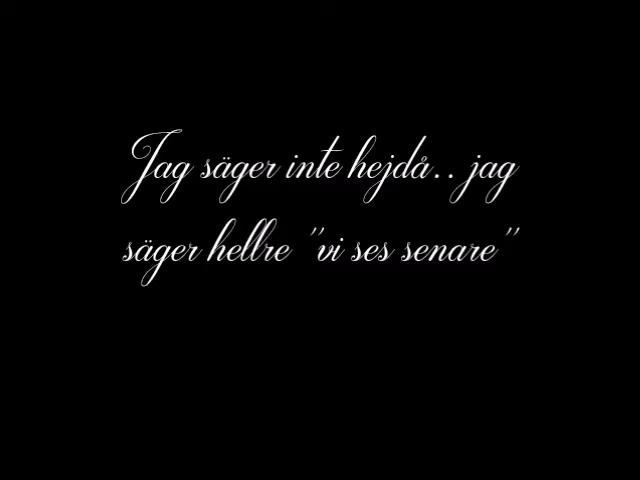 Jag säger inte hejdå.. jag
säger hellre "vi ses senare"